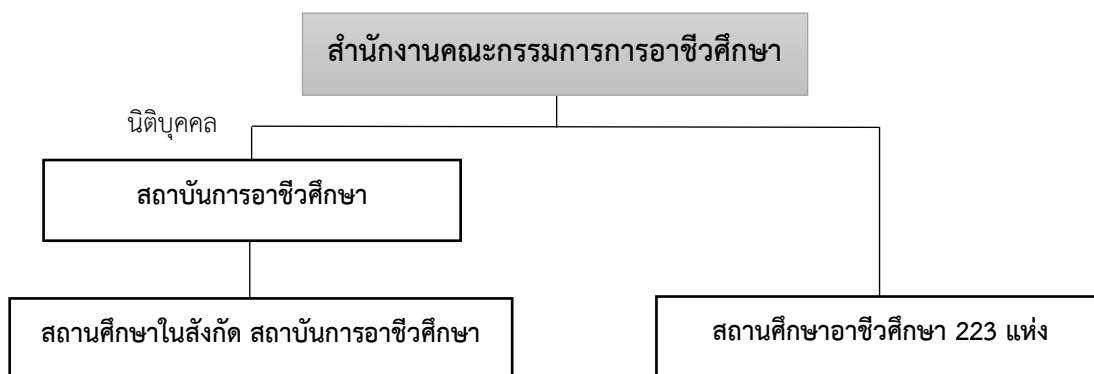 สำนักงานคณะกรรมการการอาชีวศึกษา
นิติบุคคล
สถาบันการอาชีวศึกษา
สถานศึกษาในสังกัด สถาบันการอาชีวศึกษา
สถานศึกษาอาชีวศึกษา 223 แห่ง